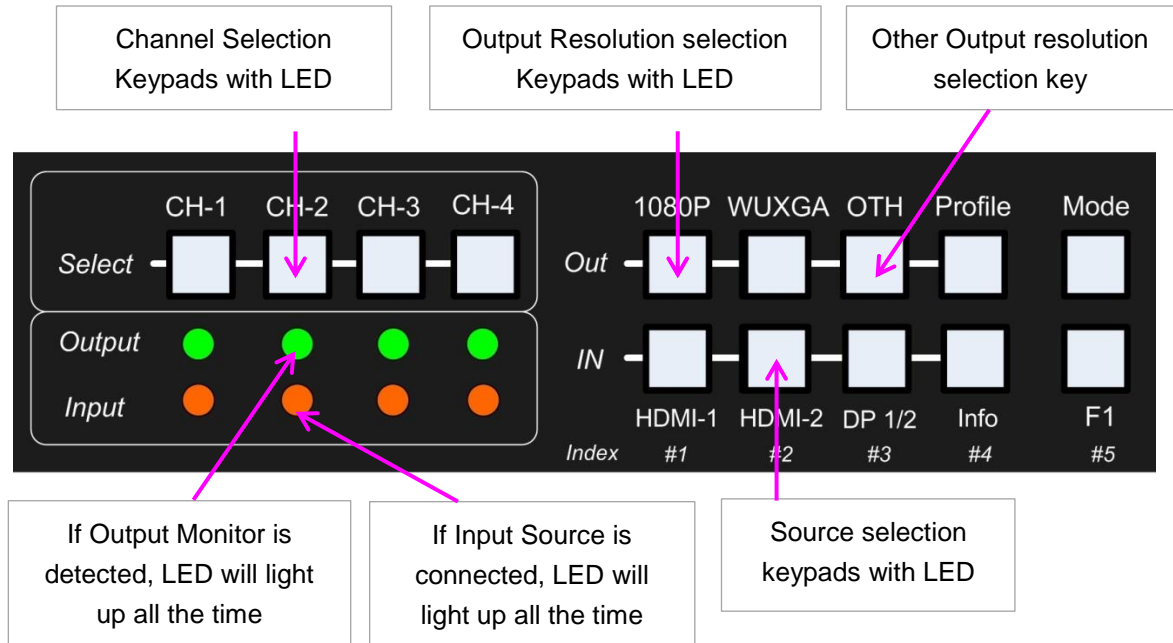 Channel Selection
Keypads with LED
Output Resolution selection
Keypads with LED
Other Output resolution
selection key
CH-1 CH-2 CH-3 CH-4
Select
Output
Input
1080P WUXGA OTH Profile Mode
Out
IN
HDMI-1 HDMI-2 DP 1/2 Info F1
Index #1 #2 #3 #4 #5
If Output Monitor is
detected, LED will light
up all the time
If Input Source is
connected, LED will
light up all the time
Source selection
keypads with LED